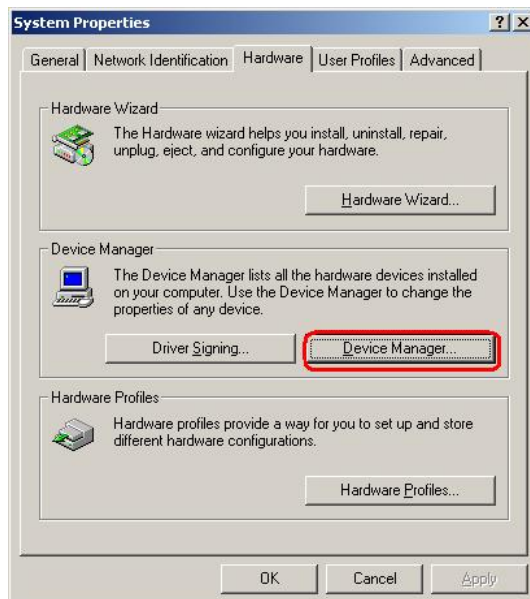 System Properties
? X
General Network Identification Hardware User Profiles Advanced
Hardware Wizard
The Hardware wizard helps you install, uninstall, repair,
unplug, eject, and configure your hardware.
Hardware Wizard...
Device Manager
The Device Manager lists all the hardware devices installed
on your computer. Use the Device Manager to change the
properties of any device.
Driver Signing... Device Manager...
Hardware Profiles
Hardware profiles provide a way for you to set up and store
different hardware configurations.
Hardware Profiles...
OK Cancel Apply